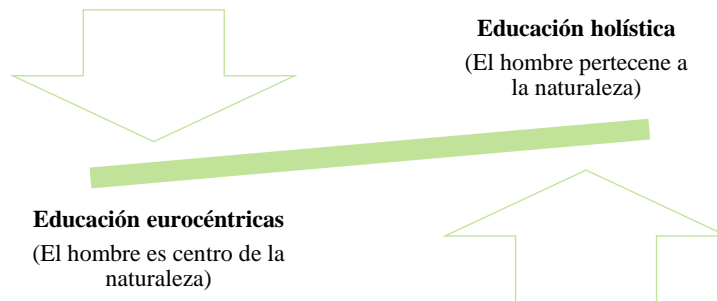 Educación holística
(El hombre pertecene a
la naturaleza)
Educación eurocéntricas
(El hombre es centro de la
naturaleza)